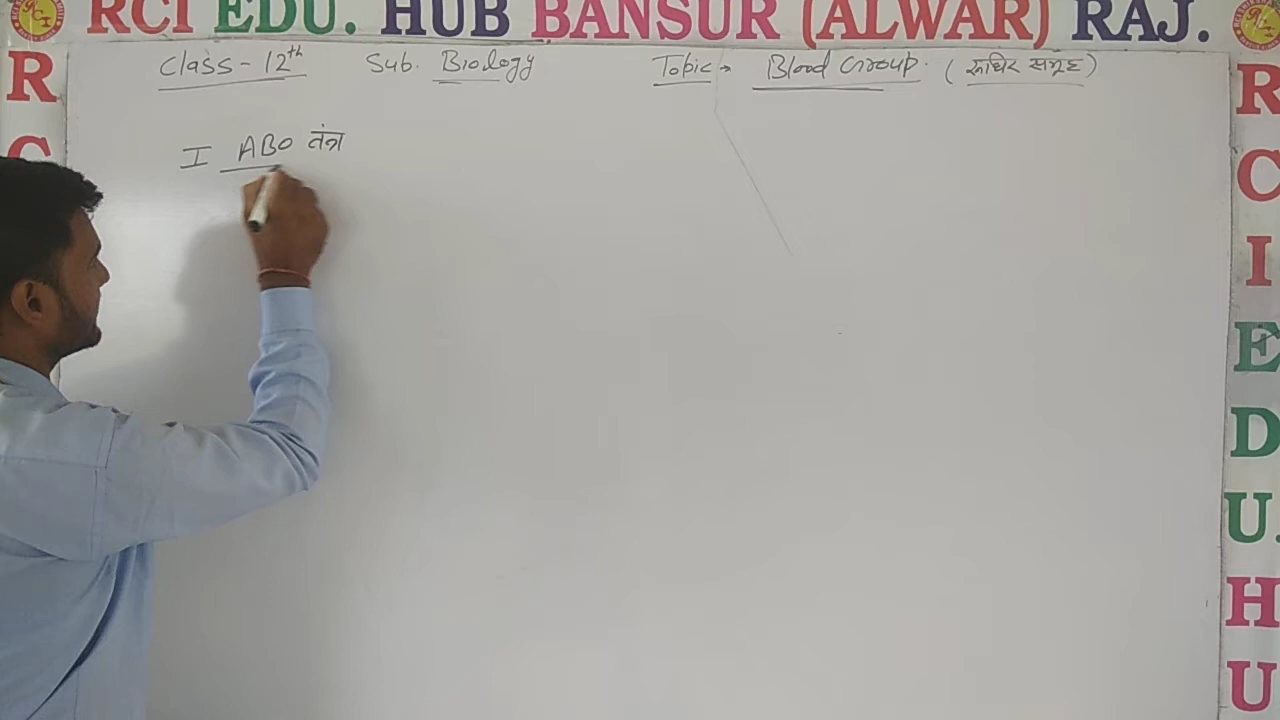 RCI EDU. HUB BANSUR (ALWAR) RAJ.
Class - 12th Sub. Biology Topic → Blood Group. (रूधिर समूह)
I ABO तंत्र
R
C
R
C
I
E
D
U.
H
U